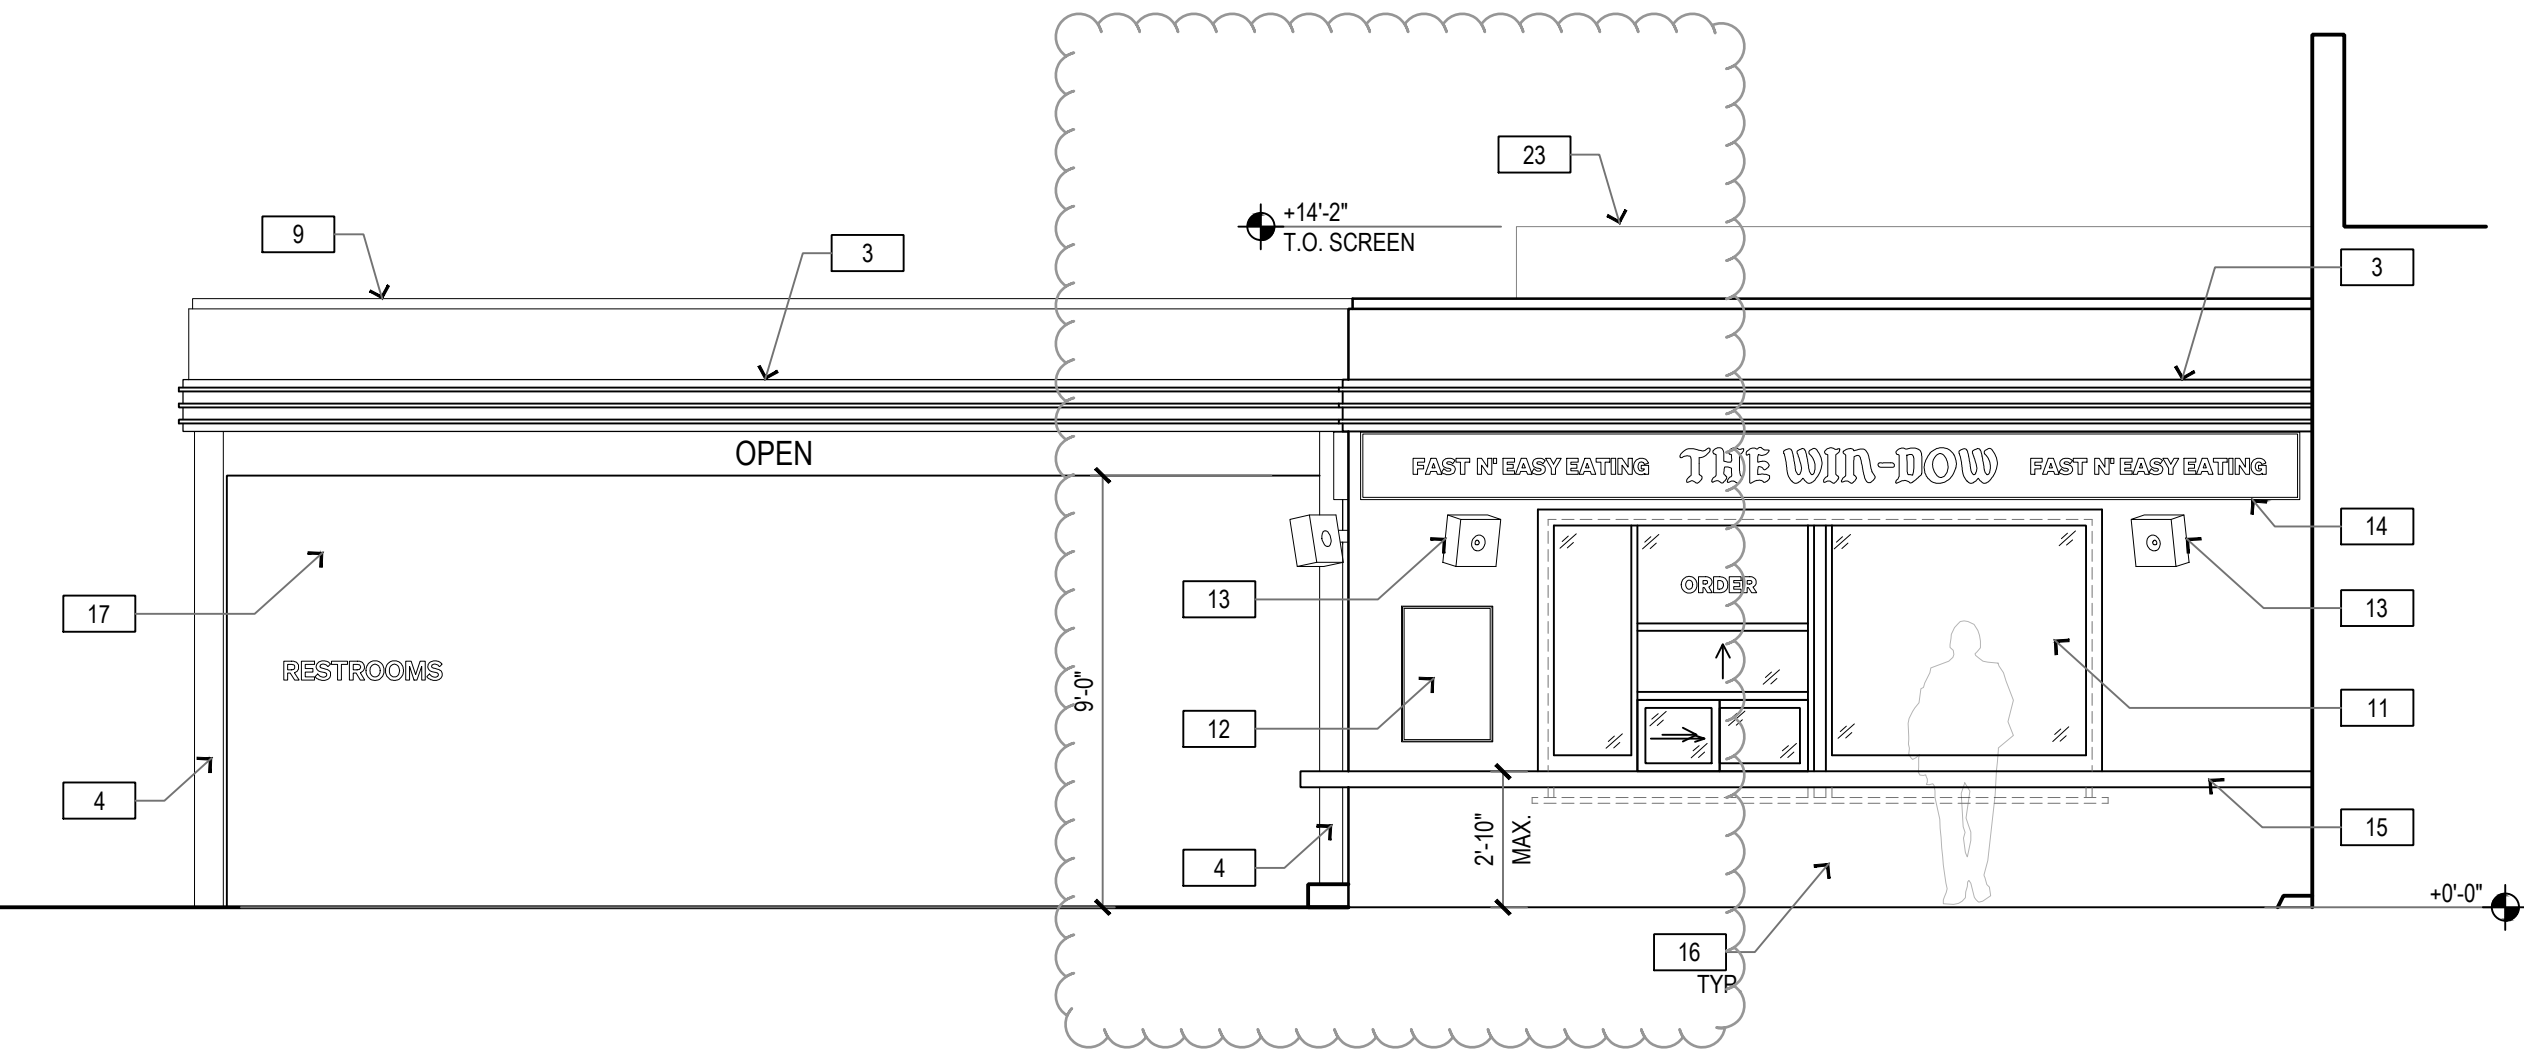 23
+14'-2"
T.O. SCREEN
9
3
3
OPEN
FAST N' EASY EATING THE WIN-DOW FAST N' EASY EATING
14
ORDER
13
13
17
RESTROOMS
9'-0"
12
11
4
15
2'-10"
MAX.
4
+0'-0"
16
TYP